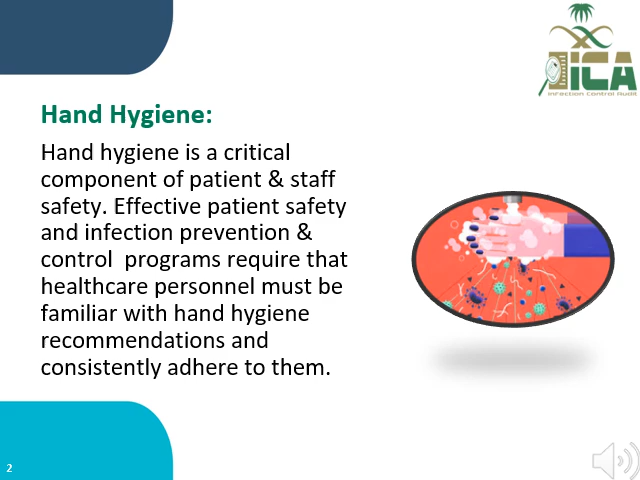 iCA
Infection Control Audit
Hand Hygiene:
Hand hygiene is a critical
component of patient & staff
safety. Effective patient safety
and infection prevention &
control  programs require that
healthcare personnel must be
familiar with hand hygiene
recommendations and
consistently adhere to them.
2